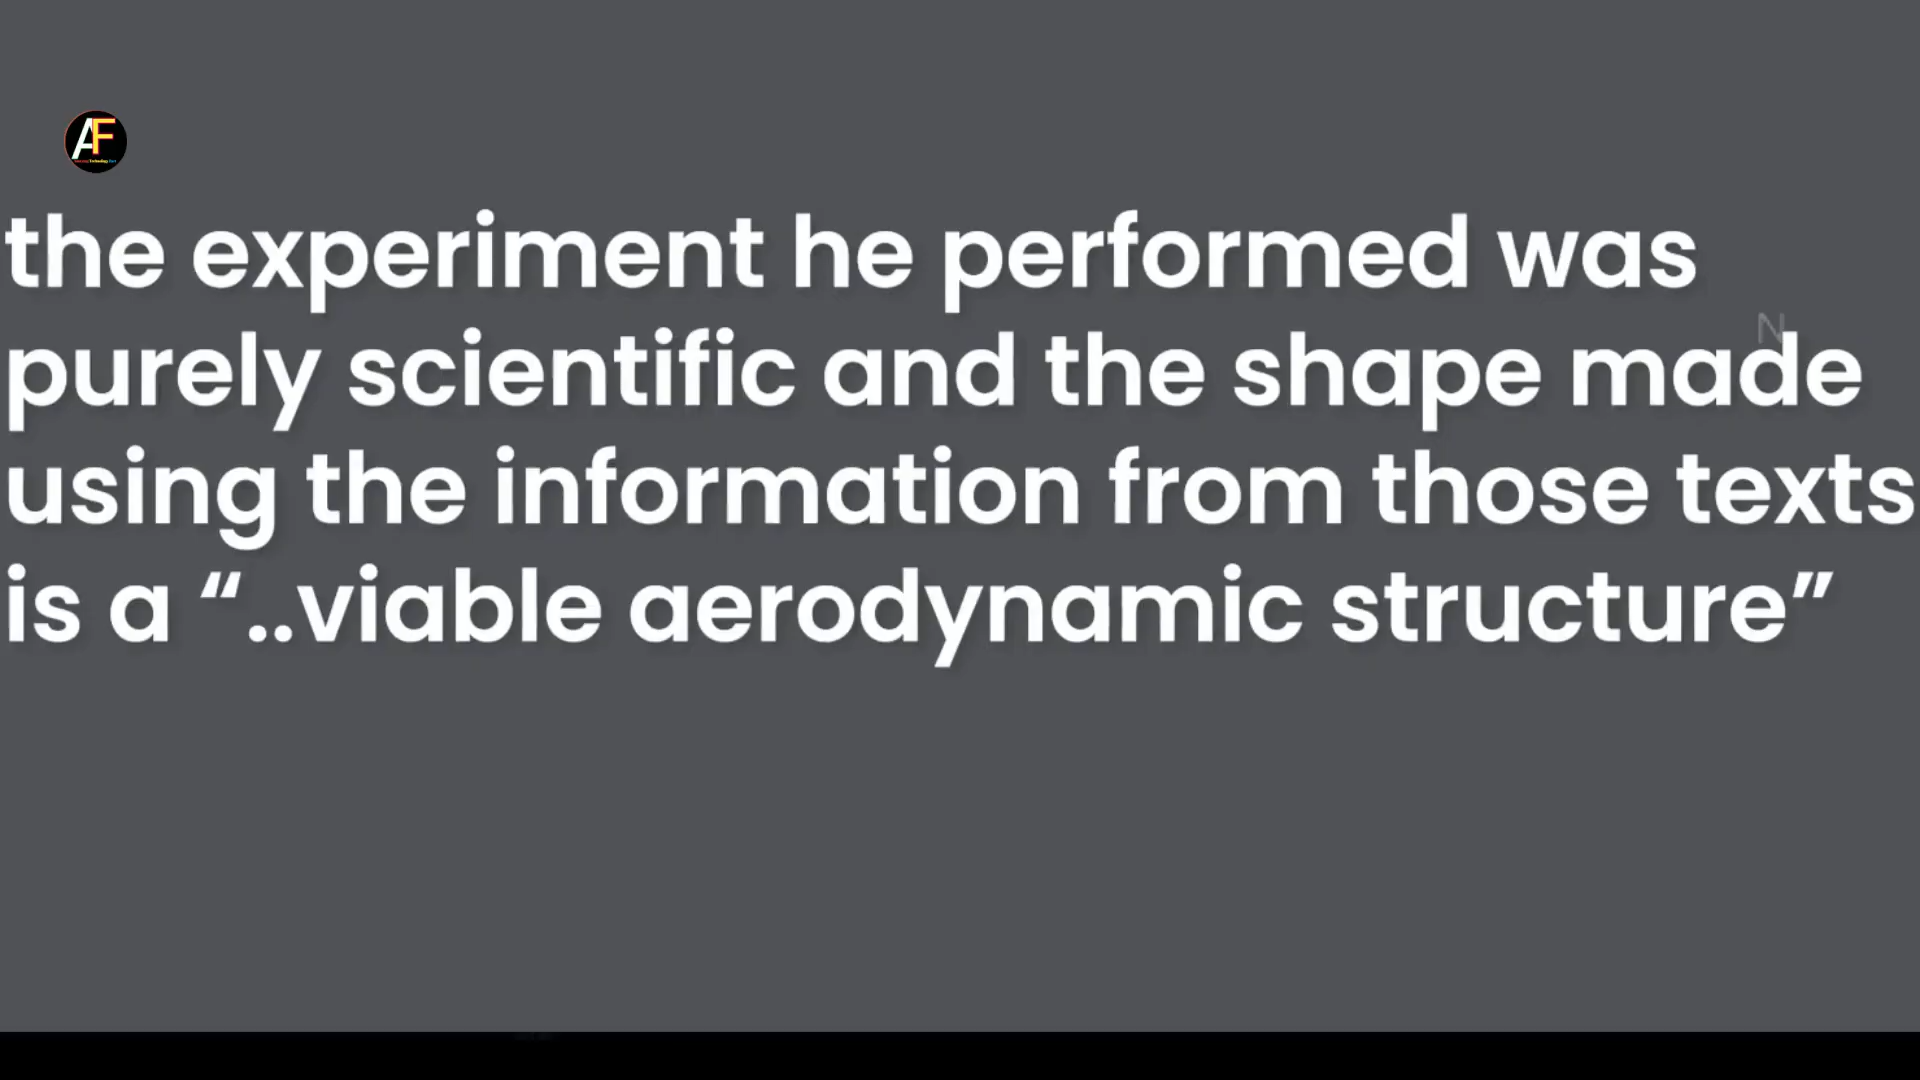 AF
the experiment he performed was
purely scientific and the shape made
using the information from those texts
is a “..viable aerodynamic structure”
N